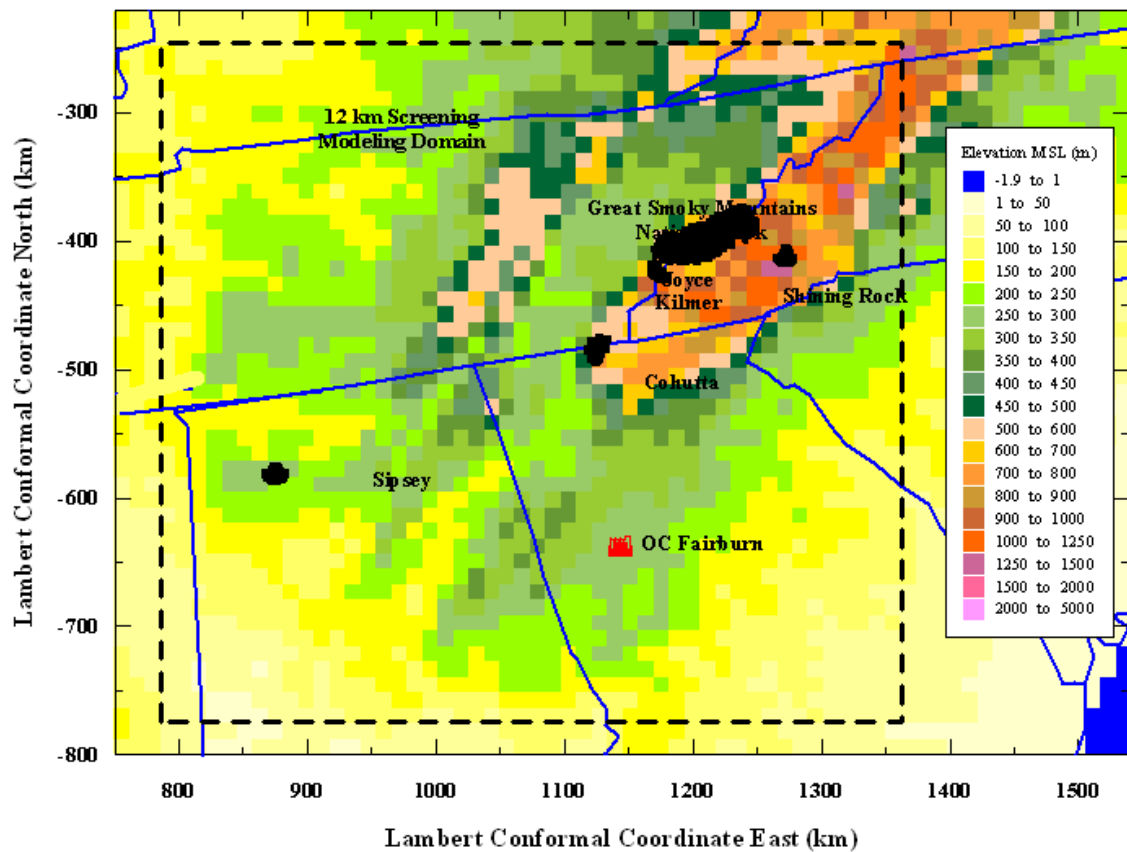 -300
-400
-500
-600
-700
-800
Lambert Conformal Coordinate North (km)
12 km Screening
Modeling Domain
Great Smoky Mountains
Joyce
Kilmer
Shining Rock
Cohutta
Sipsey
OC Fairburn
Elevation MSL (m)
-1.9 to 1
1 to 50
50 to 100
100 to 150
150 to 200
200 to 250
250 to 300
300 to 350
350 to 400
400 to 450
450 to 500
500 to 600
600 to 700
700 to 800
800 to 900
900 to 1000
1000 to 1250
1250 to 1500
1500 to 2000
2000 to 5000
800
900
1000
1100
1200
1300
1400
1500
Lambert Conformal Coordinate East (km)